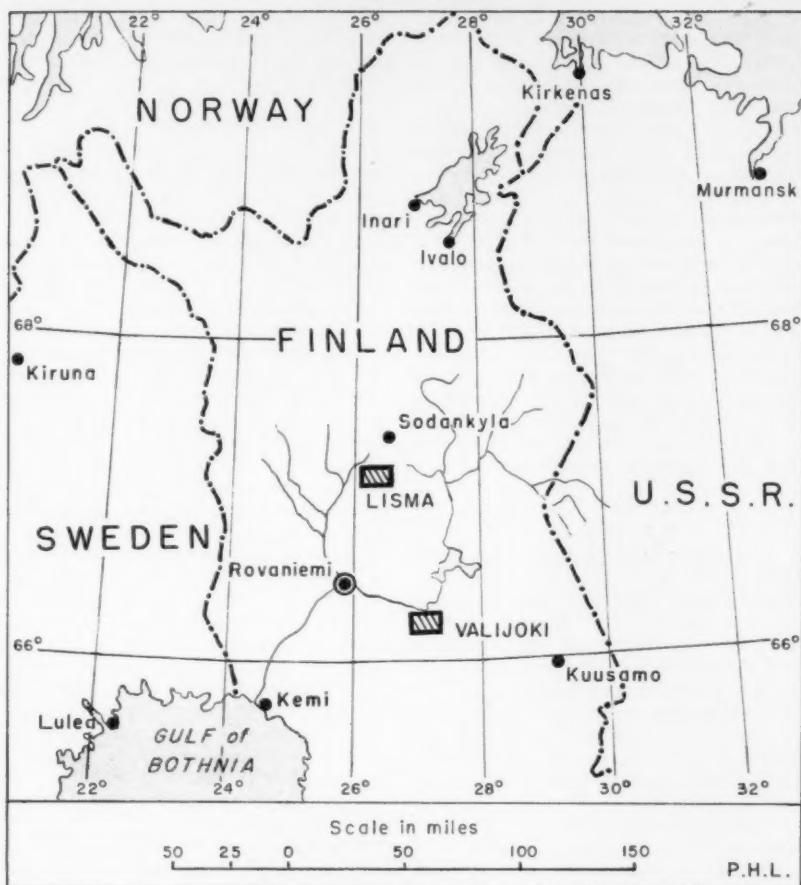 22° 24° 26° 28° 30° 32°
NORWAY
Kirkenas
Murmansk
Inari
Ivalo
68° 68°
FINLAND
Kiruna
Sodankyla
LISMA
U.S.S.R.
SWEDEN
Rovaniemi
VALIJOKI
66° 66°
Kuusamo
Kemi
Lulea
GULF of
BOTHNIA
22° 24° 26° 28° 30° 32°
Scale in miles
50 25 0 50 100 150
P.H.L.